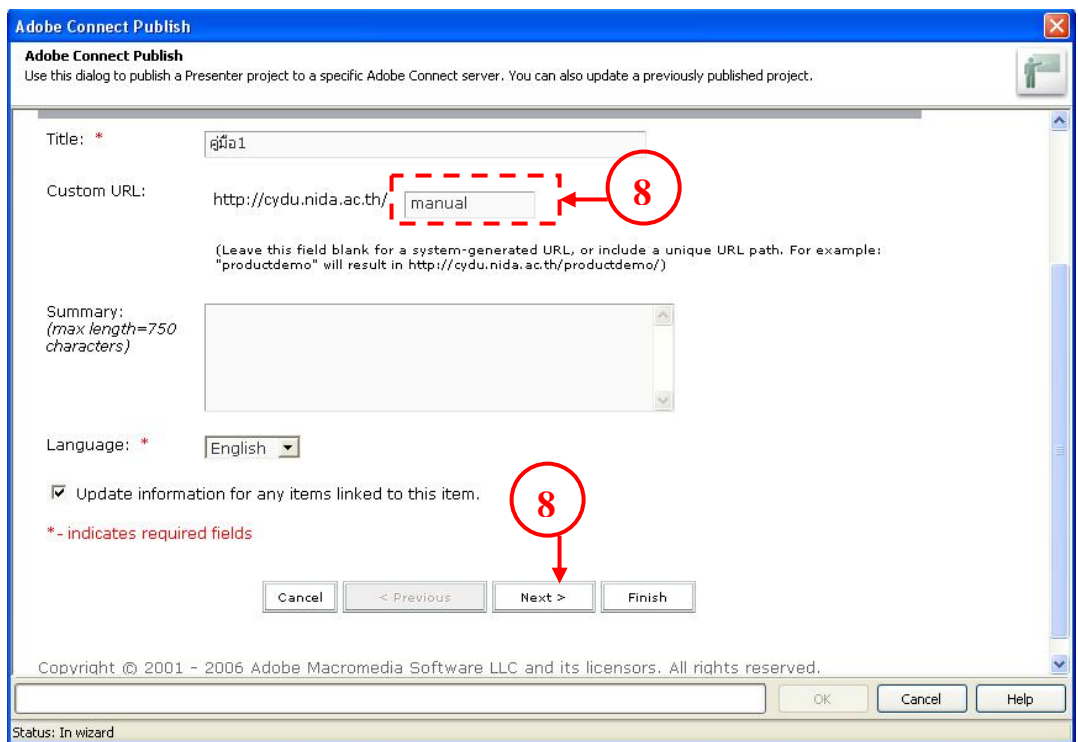 Adobe Connect Publish
Adobe Connect Publish
Use this dialog to publish a Presenter project to a specific Adobe Connect server. You can also update a previously published project.
Title: *
คู่มือ1
Custom URL:
http://cydu.nida.ac.th/
manual
8
(Leave this field blank for a system-generated URL, or include a unique URL path. For example:
"productdemo" will result in http://cydu.nida.ac.th/productdemo/)
Summary:
(max length=750
characters)
Language: *
English
Update information for any items linked to this item.
8
*- indicates required fields
Cancel
< Previous
Next >
Finish
Copyright © 2001 - 2006 Adobe Macromedia Software LLC and its licensors. All rights reserved.
OK
Cancel
Help
Status: In wizard